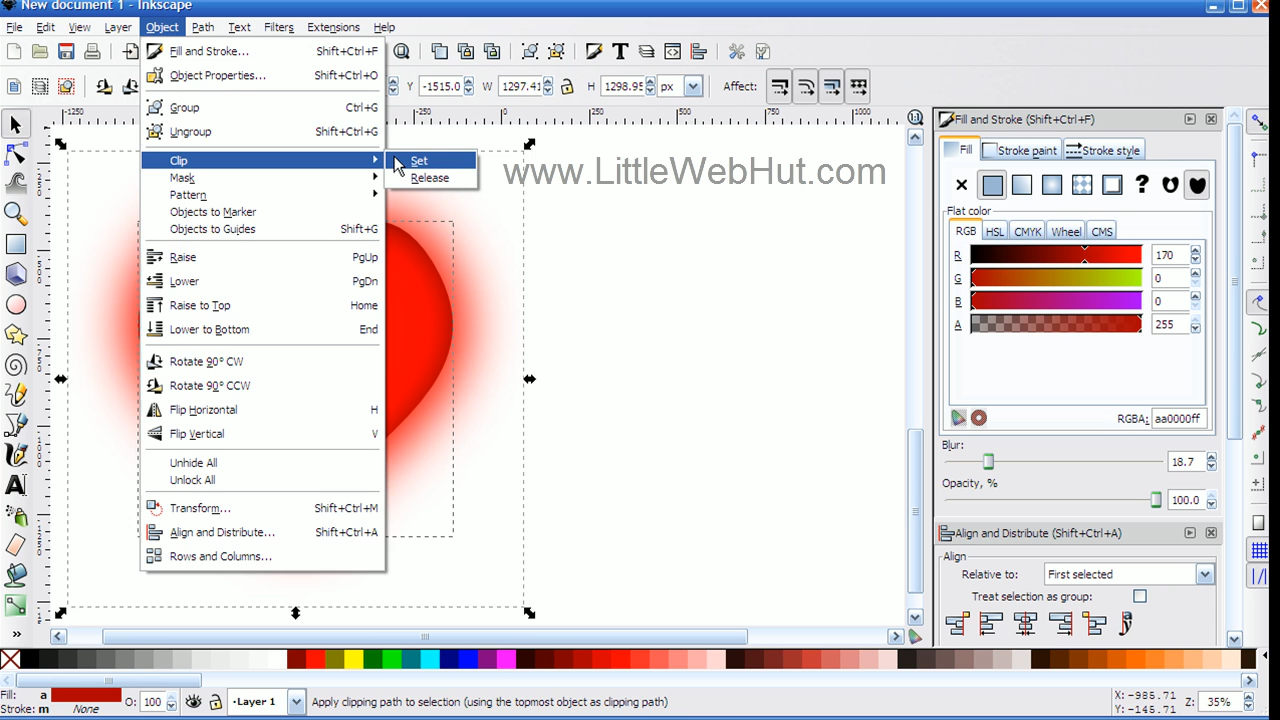 New document 1 - Inkscape
File Edit View Layer Object Path Text Filters Extensions Help
Fill and Stroke... Shift+Ctrl+F
Object Properties... Shift+Ctrl+O
Y -1515.0 W 1297.41 H 1298.95 px Affect:
Group Ctrl+G
Ungroup Shift+Ctrl+G
Clip
Set
Release
Mask
Pattern
Objects to Marker
Objects to Guides Shift+G
Raise PgUp
Lower PgDn
Raise to Top Home
Lower to Bottom End
Rotate 90° CW
Rotate 90° CCW
Flip Horizontal H
Flip Vertical V
Unhide All
Unlock All
Transform... Shift+Ctrl+M
Align and Distribute... Shift+Ctrl+A
Rows and Columns...
-1250 -250 0 250 500 750 1000
www.LittleWebHut.com
Fill and Stroke (Shift+Ctrl+F)
Fill Stroke paint Stroke style
Flat color
RGB HSL CMYK Wheel CMS
R 170
G 0
B 0
A 255
RGBA: aa0000ff
Blur:
18.7
Opacity, %
100.0
Align and Distribute (Shift+Ctrl+A)
Align
Relative to: First selected
Treat selection as group:
Fill: a
Stroke: m None
O: 100
Layer 1
Apply clipping path to selection (using the topmost object as clipping path)
X: -985.71
Y: -145.71
Z: 35%